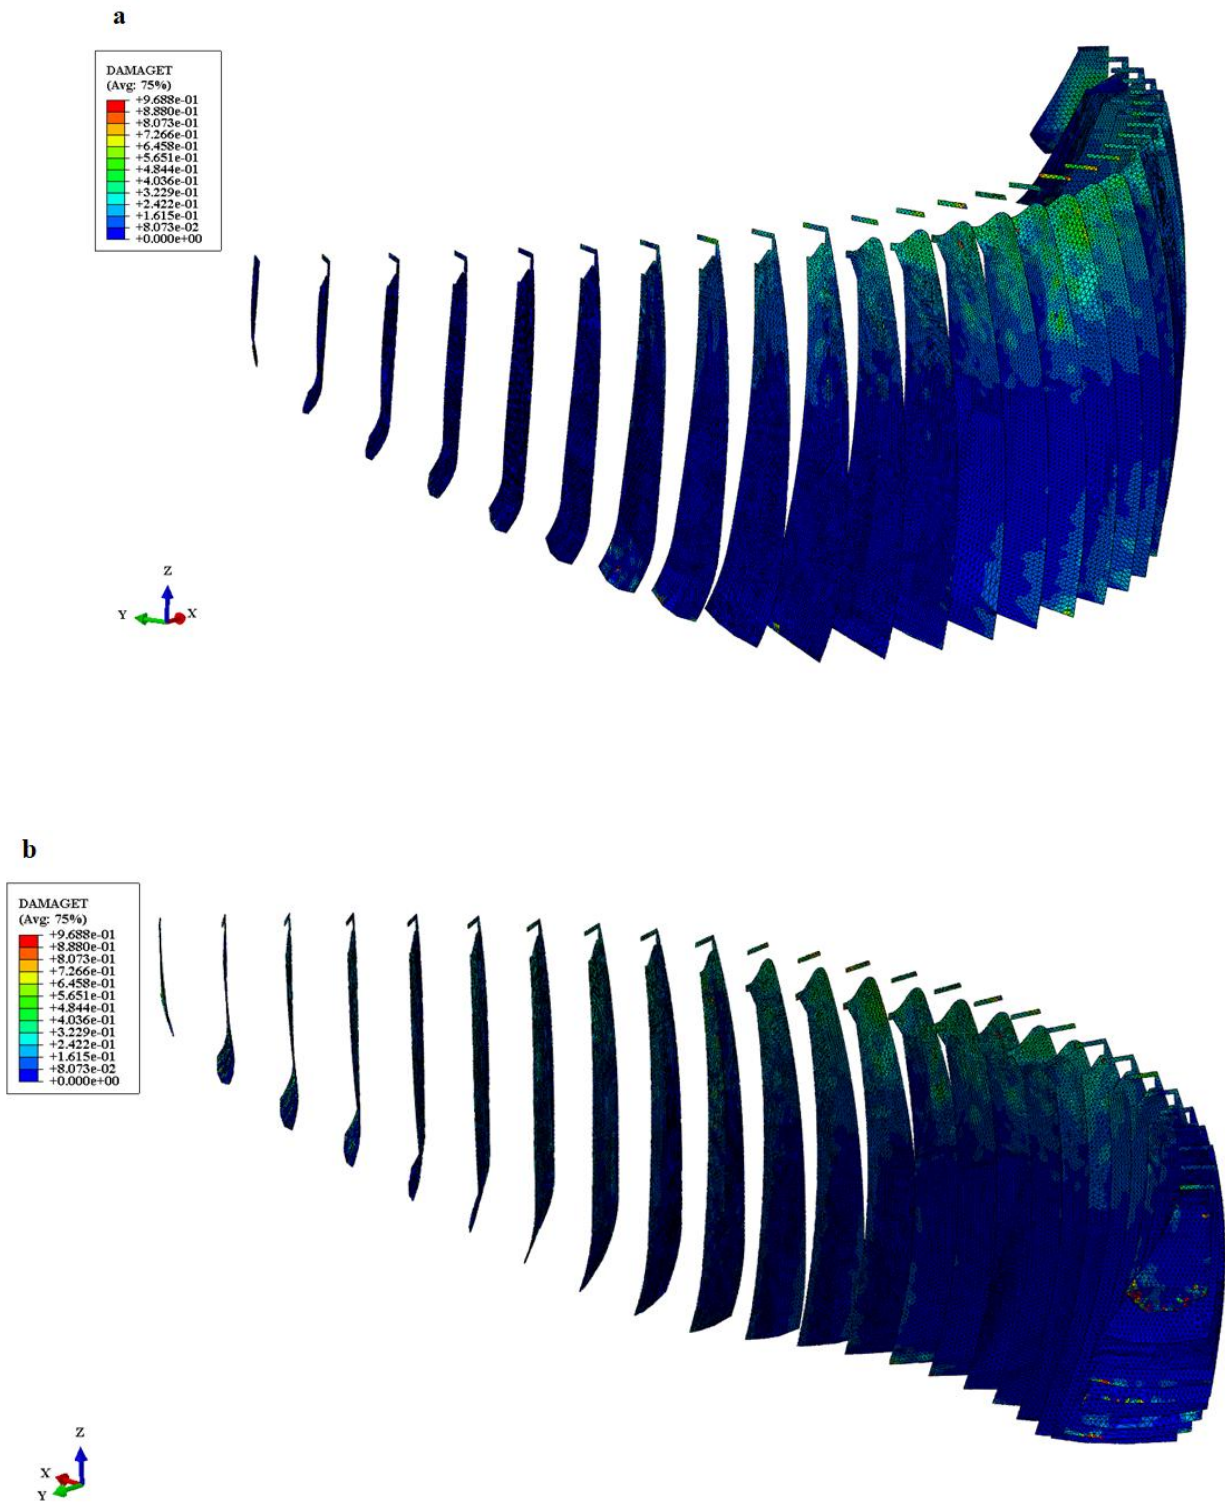 a
DAMAGET
(Avg: 75%)
+9.688e-01
+8.880e-01
+8.073e-01
+7.266e-01
+6.458e-01
+5.651e-01
+4.844e-01
+4.036e-01
+3.229e-01
+2.422e-01
+1.615e-01
+8.073e-02
+0.000e+00
Z
Y
X
b
DAMAGET
(Avg: 75%)
+9.688e-01
+8.880e-01
+8.073e-01
+7.266e-01
+6.458e-01
+5.651e-01
+4.844e-01
+4.036e-01
+3.229e-01
+2.422e-01
+1.615e-01
+8.073e-02
+0.000e+00
Z
X
Y